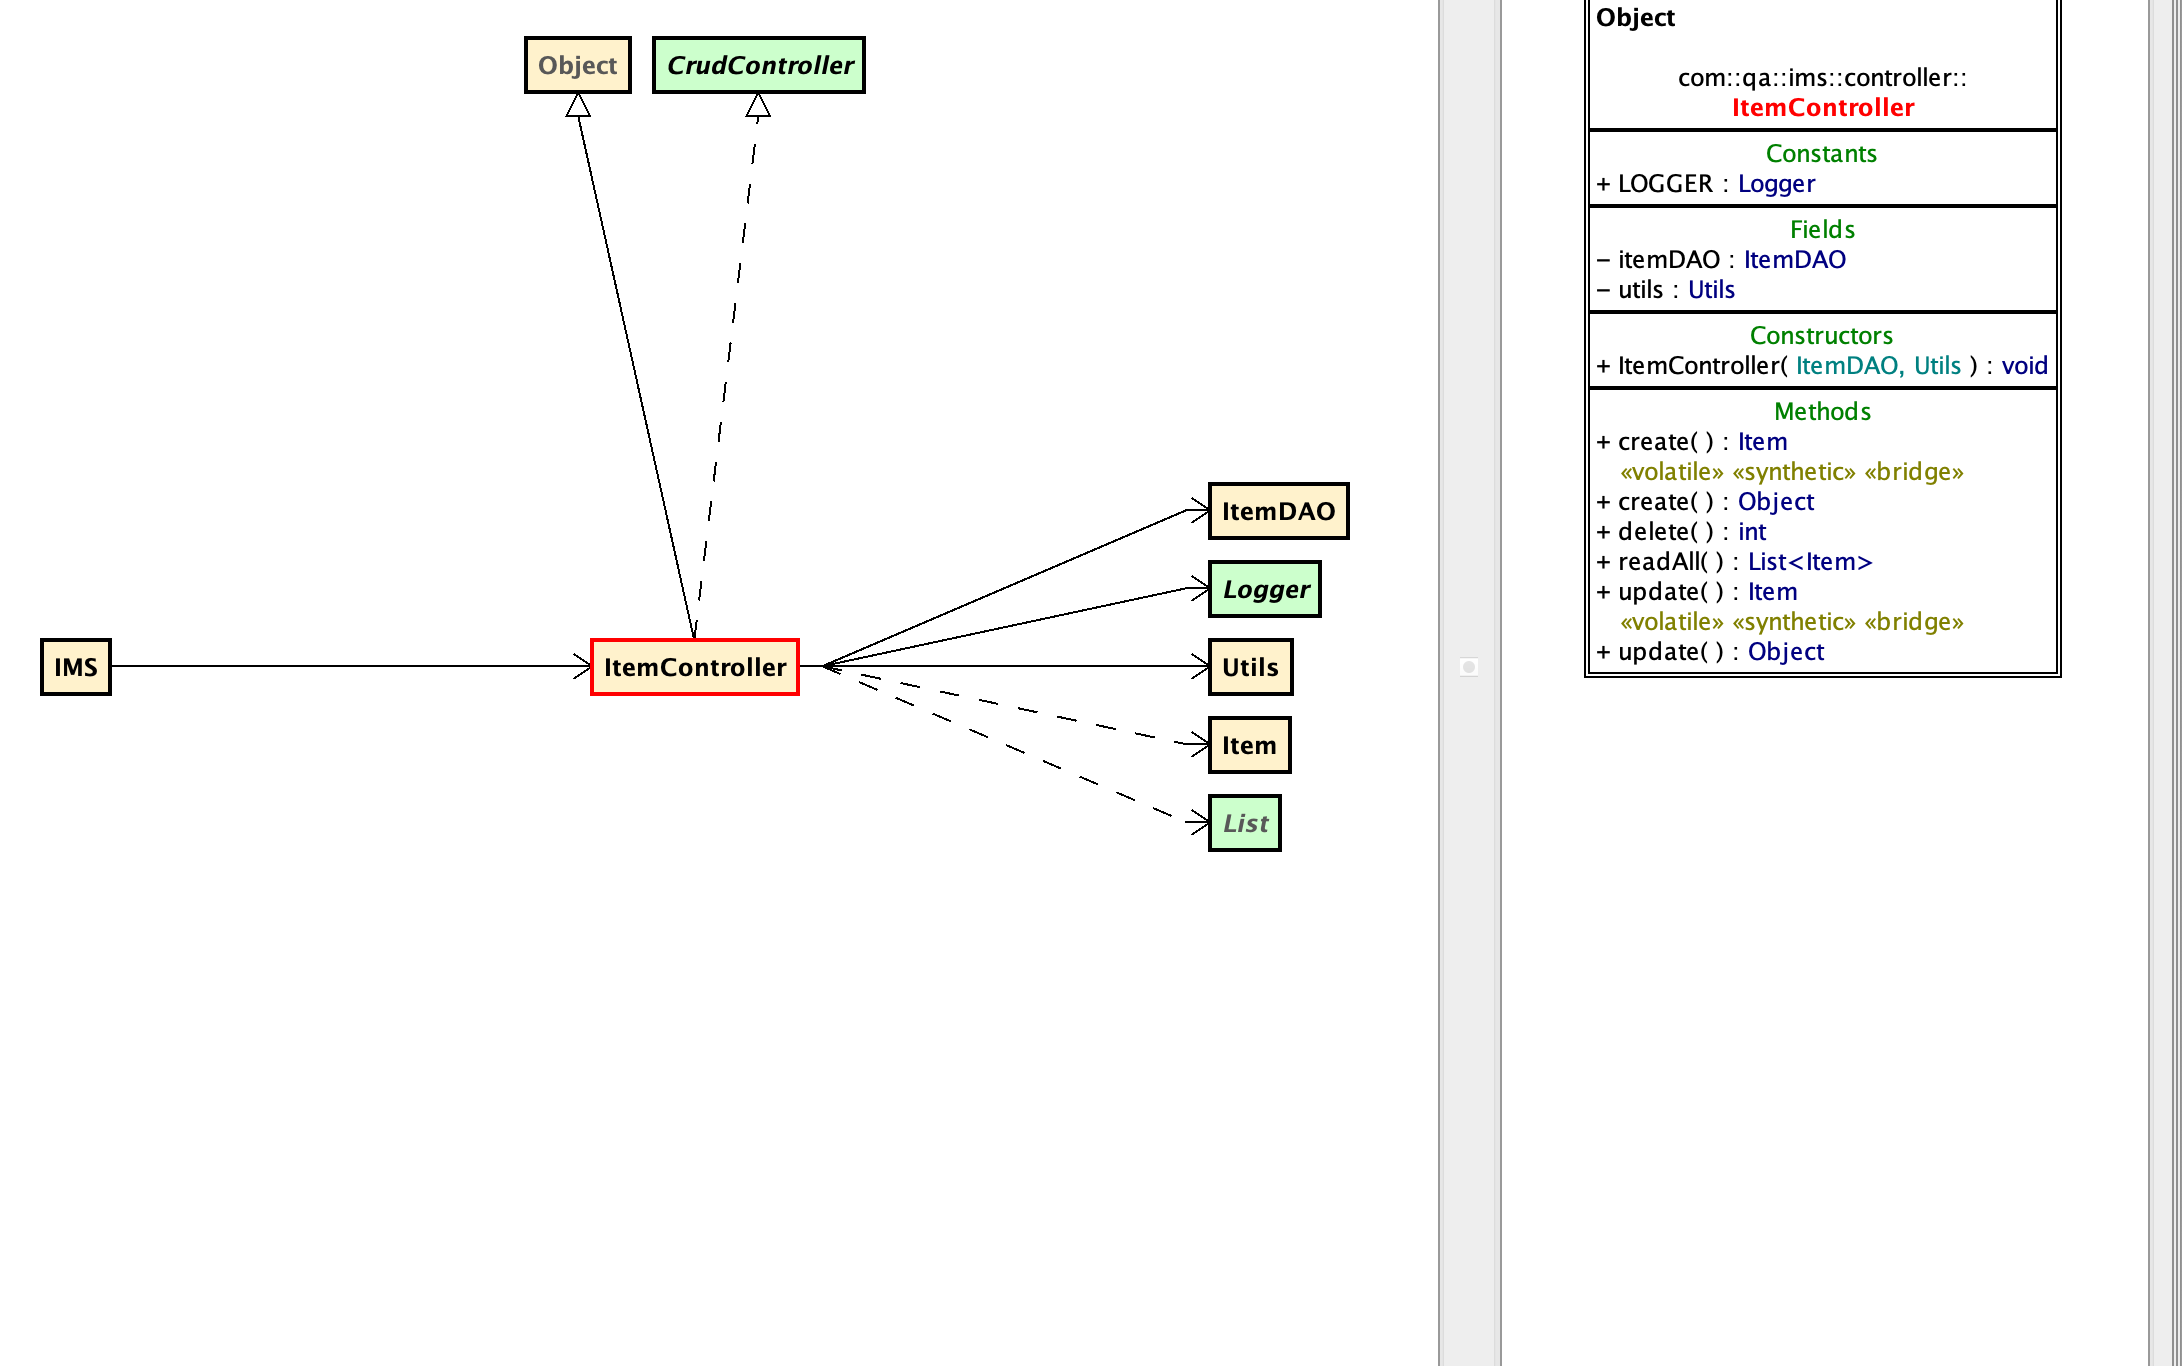 Object
CrudController
ItemDAO
Logger
IMS
ItemController
Utils
Item
List
Object
com::qa::ims::controller::
ItemController
Constants
+ LOGGER : Logger
Fields
− itemDAO : ItemDAO
− utils : Utils
Constructors
+ ItemController( ItemDAO, Utils ) : void
Methods
+ create( ) : Item
«volatile» «synthetic» «bridge»
+ create( ) : Object
+ delete( ) : int
+ readAll( ) : List<Item>
+ update( ) : Item
«volatile» «synthetic» «bridge»
+ update( ) : Object